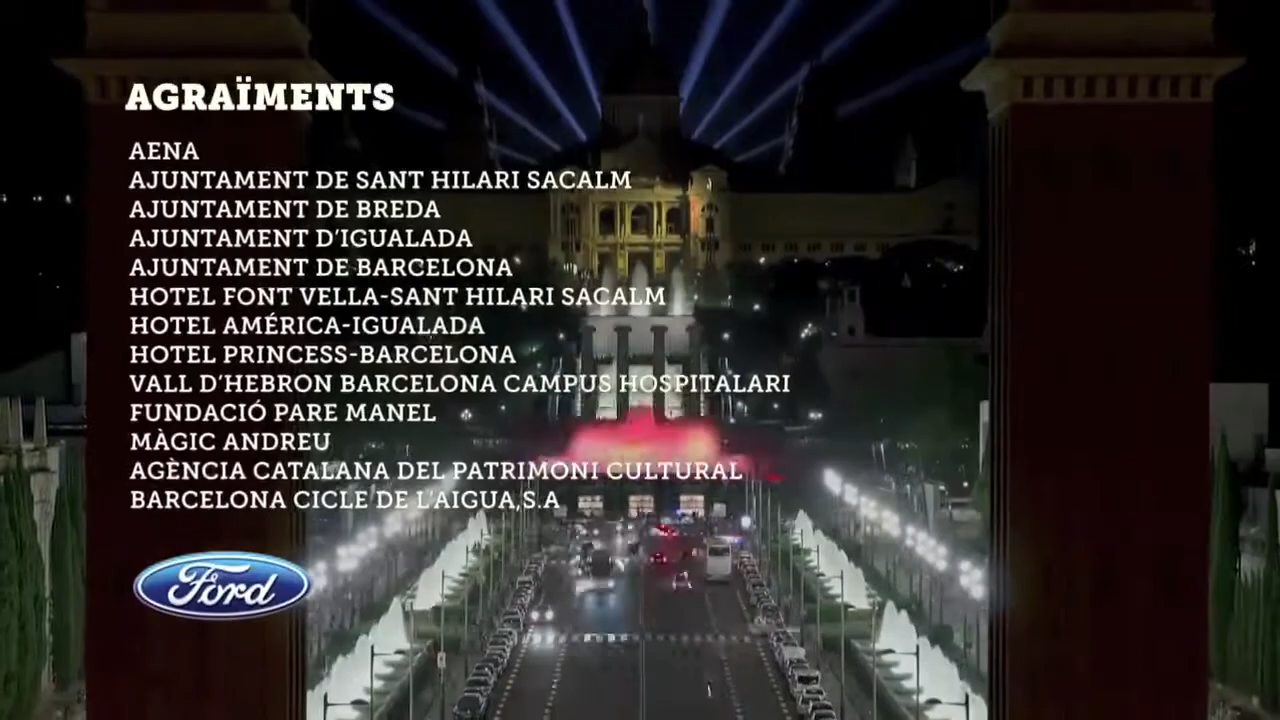 AGRAÏMENTS
AENA
AJUNTAMENT DE SANT HILARI SACALM
AJUNTAMENT DE BREDA
AJUNTAMENT D'IGUALADA
AJUNTAMENT DE BARCELONA
HOTEL FONT VELLA-SANT HILARI SACALM
HOTEL AMÉRICA-IGUALADA
HOTEL PRINCESS-BARCELONA
VALL D'HEBRON BARCELONA CAMPUS HOSPITALARI
FUNDACIÓ PARE MANEL
MÀGIC ANDREU
AGÈNCIA CATALANA DEL PATRIMONI CULTURAL
BARCELONA CICLE DE L'AIGUA,S.A
Ford